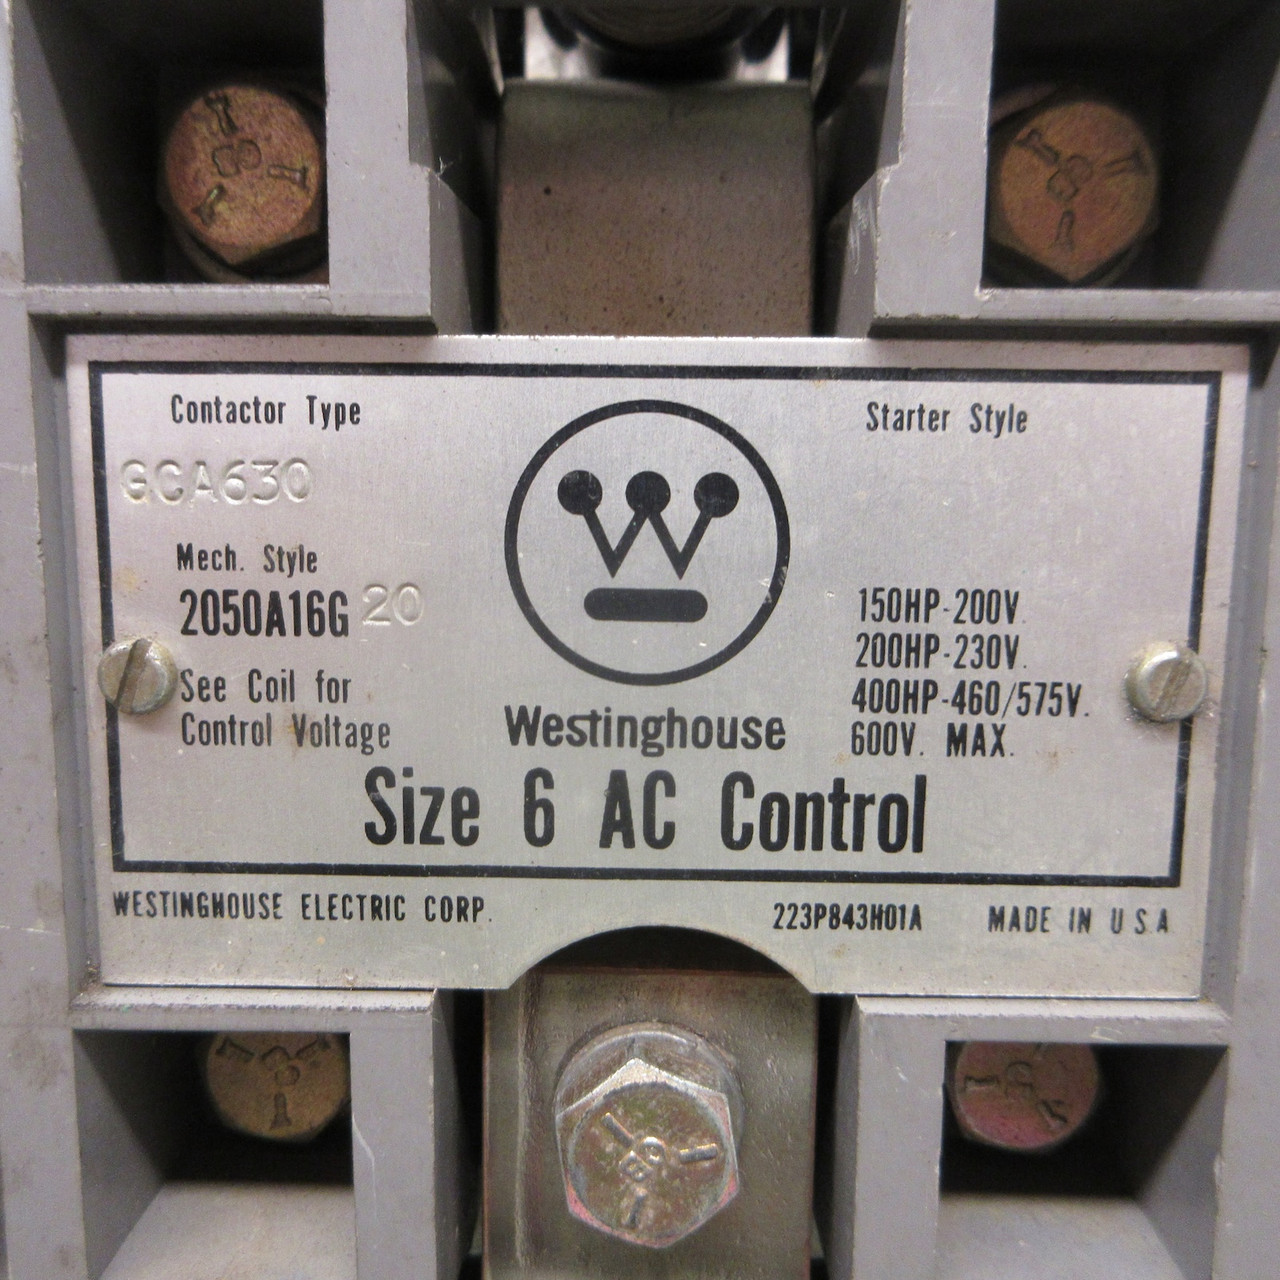 Contactor Type
GCA630
Mech. Style
2050A16G 20
See Coil for
Control Voltage
W
Westinghouse
Starter Style
150HP-200V.
200HP-230V.
400HP-460/575V.
600V. MAX.
Size 6 AC Control
WESTINGHOUSE ELECTRIC CORP.
223P843H01A
MADE IN U S A